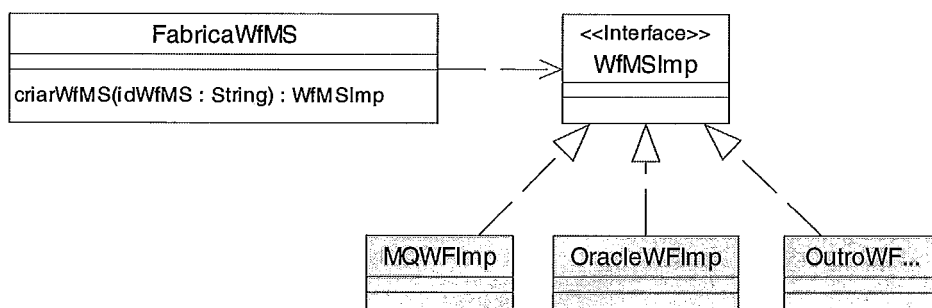 FabricaWfMS
criarWfMS(idWfMS : String) : WfMSImp
<<Interface>>
WfMSImp
MQWFImp
OracleWFImp
OutroWF...